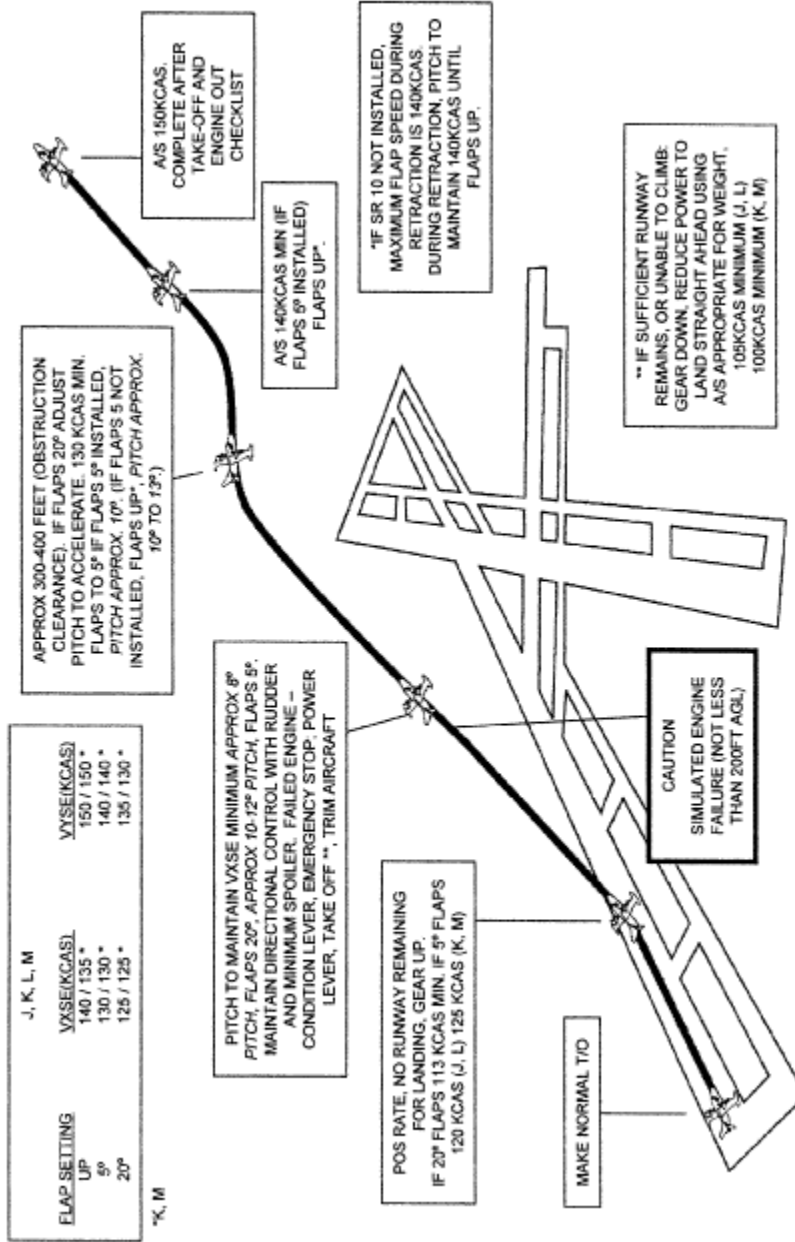 J, K, L, M
FLAP SETTING VXSE(KCAS) VYSE(KCAS)
UP 140 / 135 * 150 / 150 *
5º 130 / 130 * 140 / 140 *
20º 125 / 125 * 135 / 130 *
*K, M
APPROX 300-400 FEET (OBSTRUCTION
CLEARANCE). IF FLAPS 20º ADJUST
PITCH TO ACCELERATE. 130 KCAS MIN.
FLAPS TO 5º IF FLAPS 5º INSTALLED,
PITCH APPROX. 10º. (IF FLAPS 5 NOT
INSTALLED, FLAPS UP*, PITCH APPROX.
10º TO 13º.)
A/S 150KCAS.
COMPLETE AFTER
TAKE-OFF AND
ENGINE OUT
CHECKLIST
PITCH TO MAINTAIN VXSE MINIMUM APPROX 8º
PITCH, FLAPS 20º, APPROX 10-12º PITCH, FLAPS 5º.
MAINTAIN DIRECTIONAL CONTROL WITH RUDDER
AND MINIMUM SPOILER. FAILED ENGINE –
CONDITION LEVER, EMERGENCY STOP; POWER
LEVER, TAKE OFF **, TRIM AIRCRAFT
A/S 140KCAS MIN (IF
FLAPS 5º INSTALLED)
FLAPS UP*.
POS RATE, NO RUNWAY REMAINING
FOR LANDING, GEAR UP.
IF 20º FLAPS 113 KCAS MIN. IF 5º FLAPS
120 KCAS (J, L) 125 KCAS (K, M)
*IF SR 10 NOT INSTALLED,
MAXIMUM FLAP SPEED DURING
RETRACTION IS 140KCAS.
DURING RETRACTION, PITCH TO
MAINTAIN 140KCAS UNTIL
FLAPS UP.
MAKE NORMAL T/O
CAUTION
SIMULATED ENGINE
FAILURE (NOT LESS
THAN 200FT AGL)
** IF SUFFICIENT RUNWAY
REMAINS, OR UNABLE TO CLIMB:
GEAR DOWN, REDUCE POWER TO
LAND STRAIGHT AHEAD USING
A/S APPROPRIATE FOR WEIGHT.
105KCAS MINIMUM (J, L)
100KCAS MINIMUM (K, M)